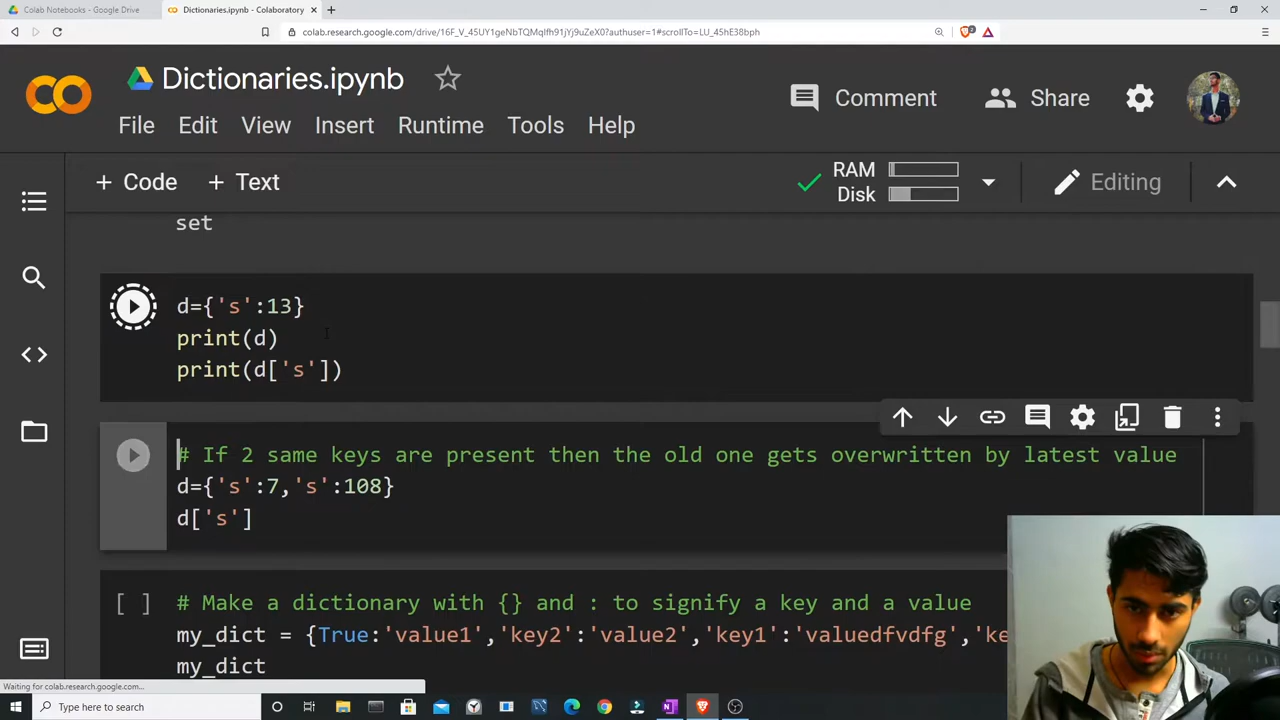 Colab Notebooks - Google Drive
Dictionaries.ipynb - Colaboratory
colab.research.google.com/drive/16F_V_45UY1geNbTQMqIfh91jYj9uZeX0?authuser=1#scrollTo=LU_45hE38bph
Dictionaries.ipynb
Comment
Share
File Edit View Insert Runtime Tools Help
+ Code + Text
RAM
Disk
Editing
set
d={'s':13}
print(d)
print(d['s'])
# If 2 same keys are present then the old one gets overwritten by latest value
d={'s':7,'s':108}
d['s']
[ ] # Make a dictionary with {} and : to signify a key and a value
my_dict = {True:'value1','key2':'value2','key1':'valuedfvdfg','ke
my_dict
Waiting for colab.research.google.com...
Type here to search